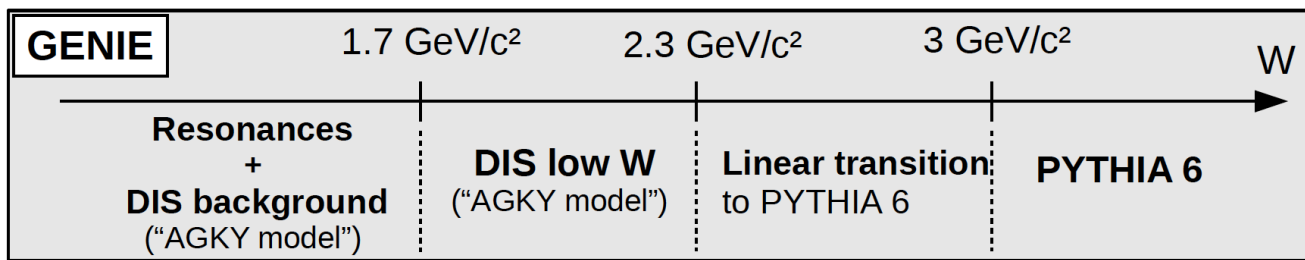 GENIE
1.7 GeV/c²
2.3 GeV/c²
3 GeV/c²
W
Resonances
+
DIS background
(“AGKY model”)
DIS low W
(“AGKY model”)
Linear transition
to PYTHIA 6
PYTHIA 6